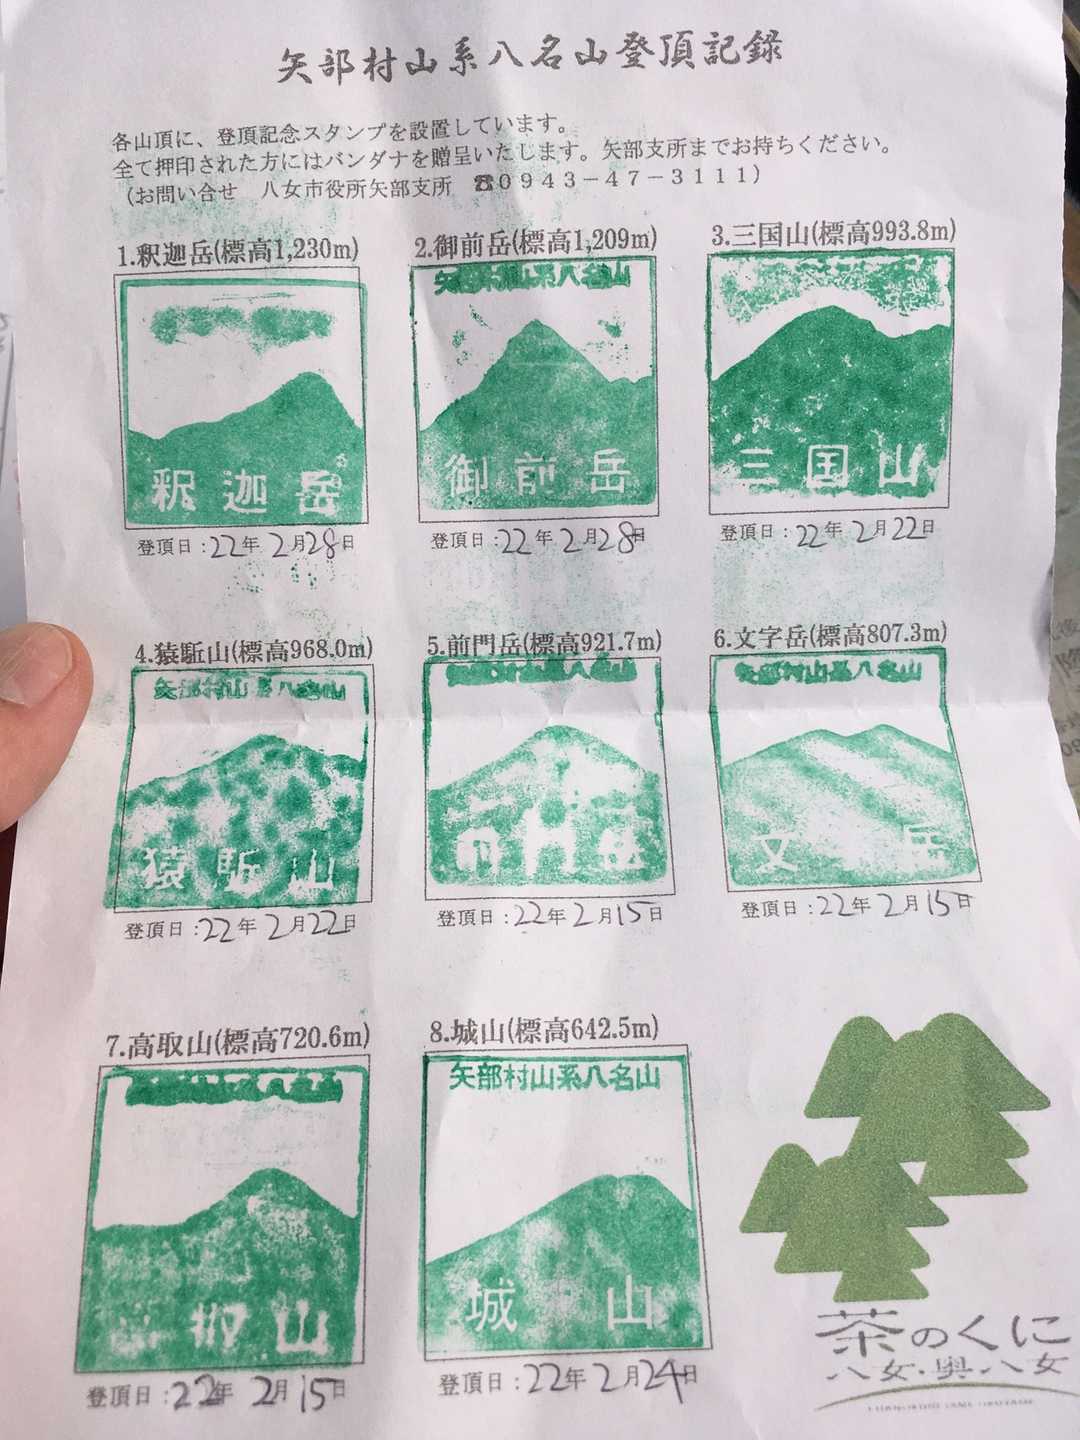 矢部村山系八名山登頂記録
各山頂に、登頂記念スタンプを設置しています。
全て押印された方にはバンダナを贈呈いたします。矢部支所までお持ちください。
（お問い合せ　八女市役所矢部支所　☎０９４３－４７－３１１１）
1.釈迦岳(標高1,230m)
釈迦岳
登頂日：22年 2月28日
2.御前岳(標高1,209m)
矢部村山系八名山
御前岳
登頂日：22年 2月28日
3.三国山(標高993.8m)
三国山
登頂日：22年 2月22日
4.猿駈山(標高968.0m)
矢部村山系八名山
猿駈山
登頂日：22年 2月22日
5.前門岳(標高921.7m)
矢部村山系八名山
前門岳
登頂日：22年 2月15日
6.文字岳(標高807.3m)
矢部村山系八名山
文 岳
登頂日：22年 2月15日
7.高取山(標高720.6m)
取山
登頂日：22年 2月15日
8.城山(標高642.5m)
矢部村山系八名山
城山
登頂日：22年 2月24日
茶のくに
八女・奥八女